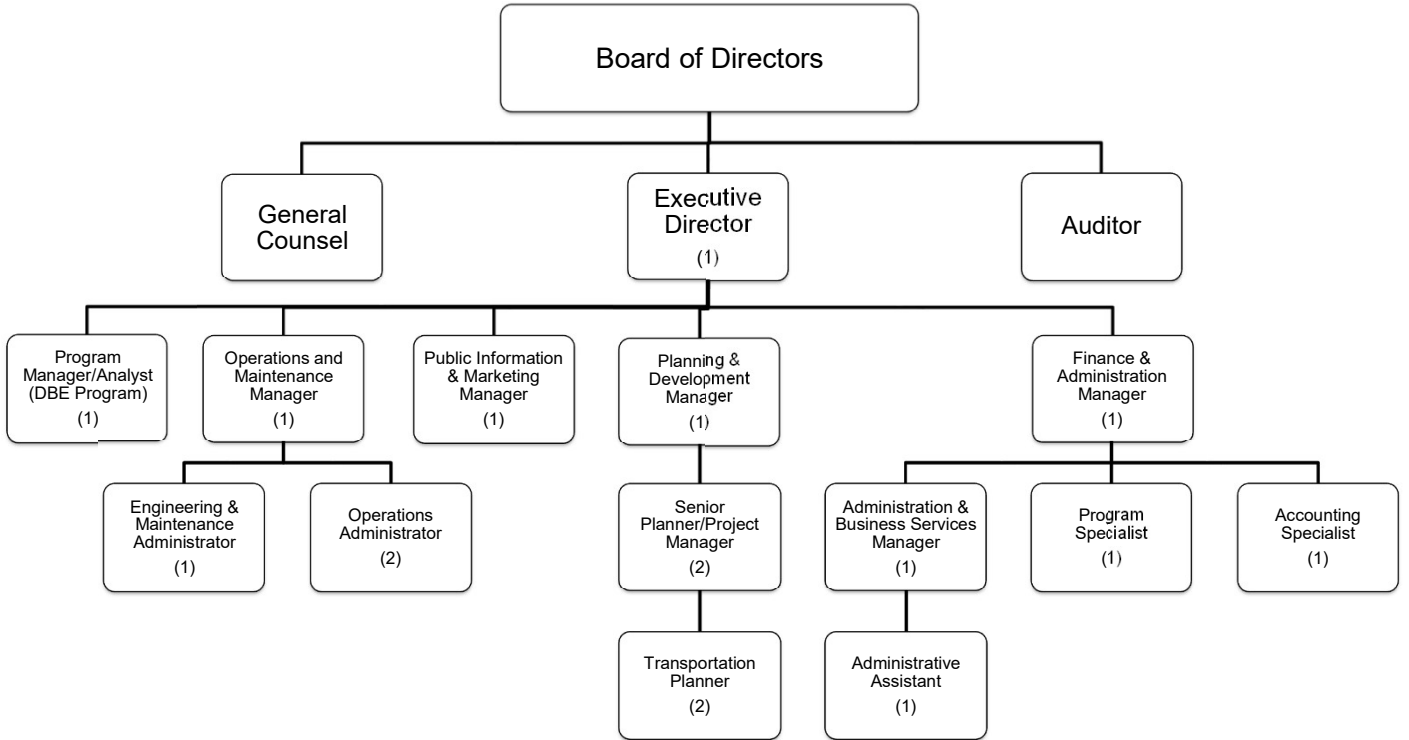 Board of Directors
General
Counsel
Executive
Director
(1)
Auditor
Program
Manager/Analyst
(DBE Program)
(1)
Operations and
Maintenance
Manager
(1)
Public Information
& Marketing
Manager
(1)
Planning &
Development
Manager
(1)
Finance &
Administration
Manager
(1)
Engineering &
Maintenance
Administrator
(1)
Operations
Administrator
(2)
Senior
Planner/Project
Manager
(2)
Administration &
Business Services
Manager
(1)
Program
Specialist
(1)
Accounting
Specialist
(1)
Transportation
Planner
(2)
Administrative
Assistant
(1)